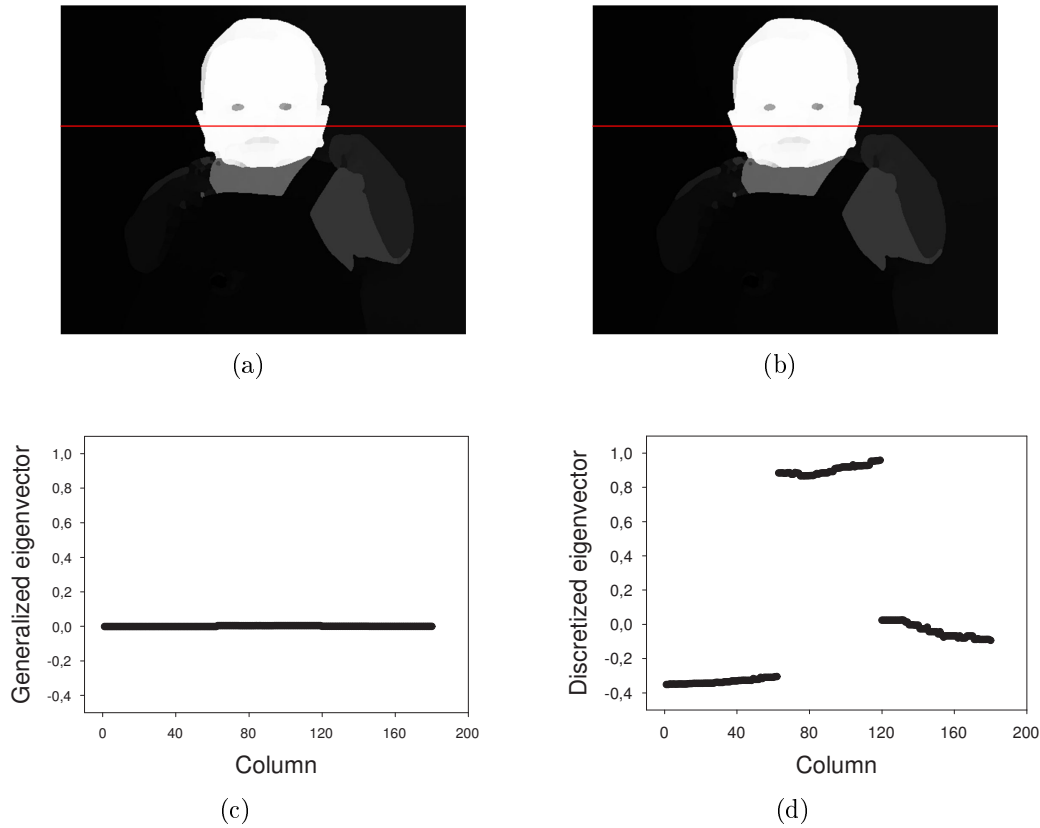 (a)
(b)
Generalized eigenvector
1,0
0,8
0,6
0,4
0,2
0,0
-0,2
-0,4
0 40 80 120 160 200
Column
(c)
Discretized eigenvector
1,0
0,8
0,6
0,4
0,2
0,0
-0,2
-0,4
0 40 80 120 160 200
Column
(d)